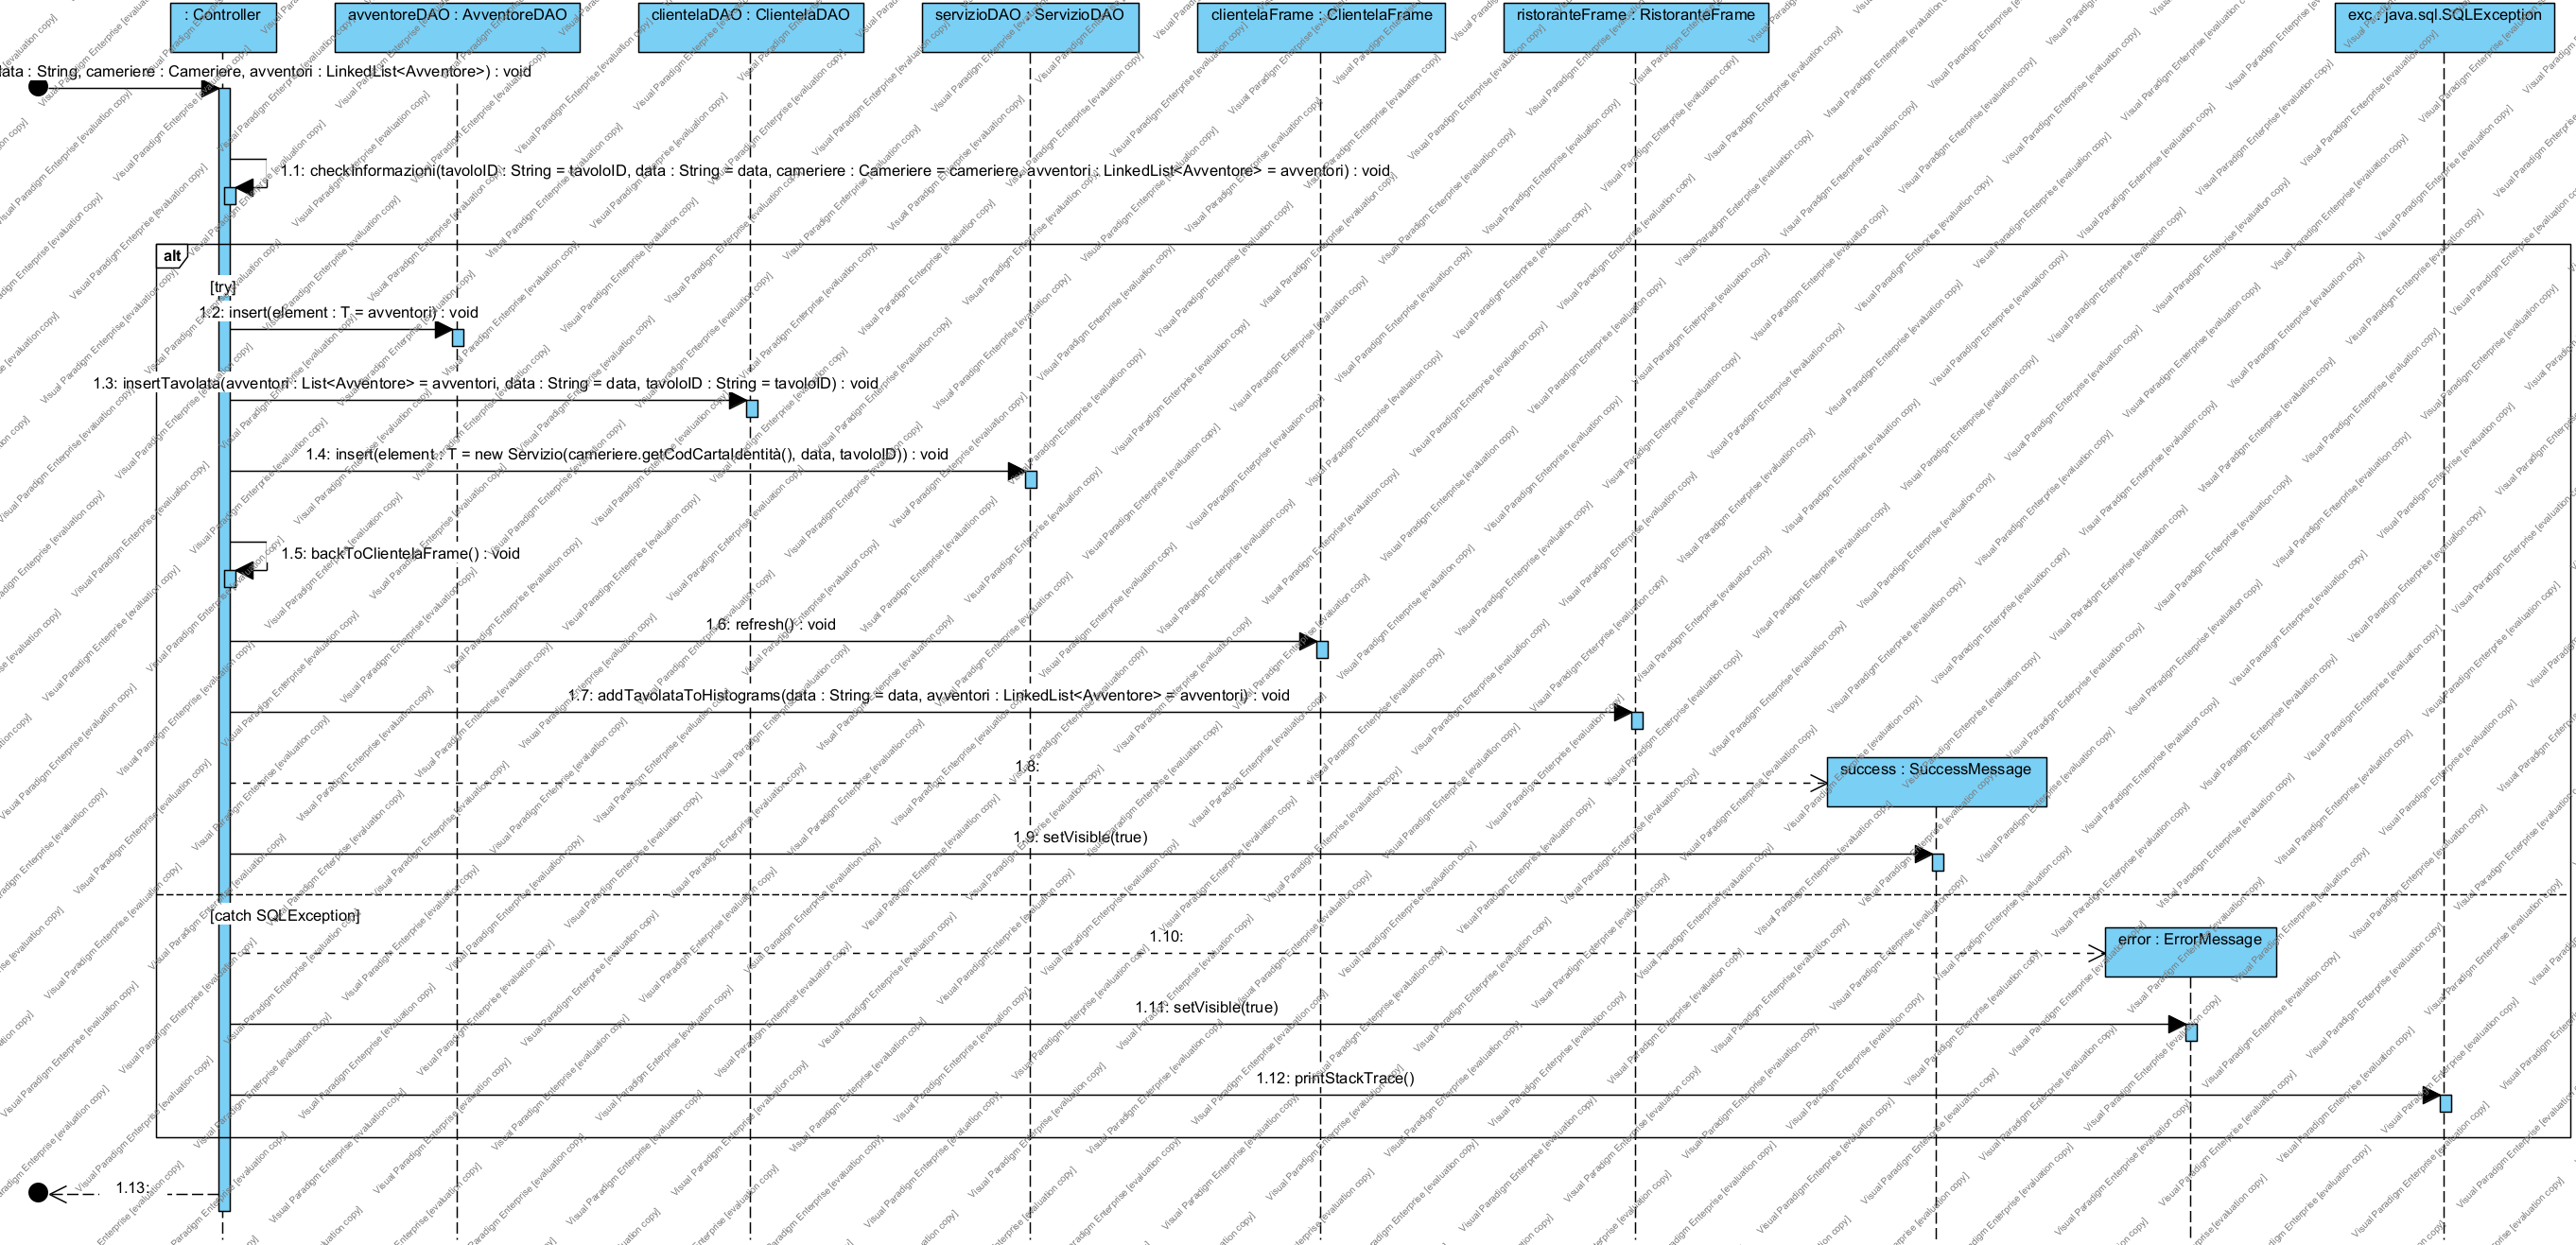 : Controller
avventoreDAO : AvventoreDAO
clientelaDAO : ClientelaDAO
servizioDAO : ServizioDAO
clientelaFrame : ClientelaFrame
ristoranteFrame : RistoranteFrame
exc : java.sql.SQLException
data : String, cameriere : Cameriere, avventori : LinkedList<Avventore>) : void
1.1: checkInformazioni(tavoloID : String = tavoloID, data : String = data, cameriere : Cameriere = cameriere, avventori : LinkedList<Avventore> = avventori) : void
alt
[try]
1.2: insert(element : T = avventori) : void
1.3: insertTavolata(avventori : List<Avventore> = avventori, data : String = data, tavoloID : String = tavoloID) : void
1.4: insert(element : T = new Servizio(cameriere.getCodCartaIdentità(), data, tavoloID)) : void
1.5: backToClientelaFrame() : void
1.6: refresh() : void
1.7: addTavolataToHistograms(data : String = data, avventori : LinkedList<Avventore> = avventori) : void
1.8:
success : SuccessMessage
1.9: setVisible(true)
[catch SQLException]
1.10:
error : ErrorMessage
1.11: setVisible(true)
1.12: printStackTrace()
1.13:
Visual Paradigm Enterprise [evaluation copy]